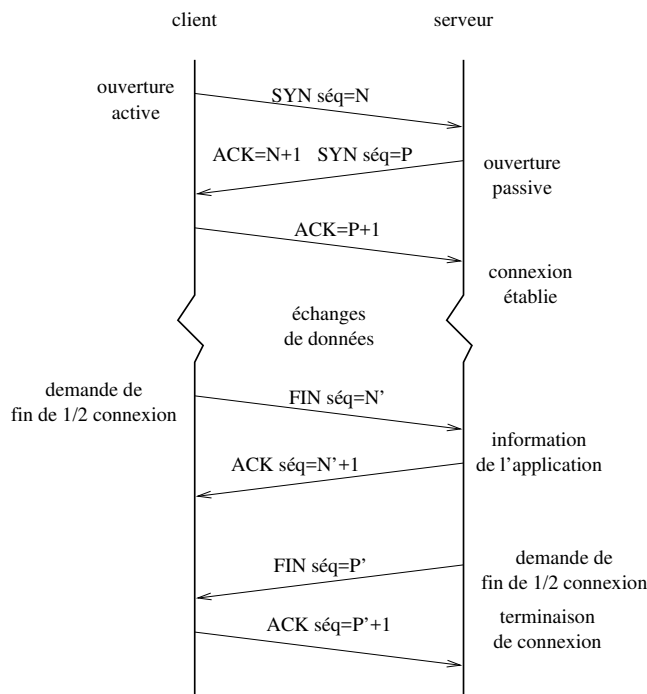 client
serveur
ouverture
active
SYN séq=N
ACK=N+1 SYN séq=P
ouverture
passive
ACK=P+1
connexion
établie
échanges
de données
demande de
fin de 1/2 connexion
FIN séq=N’
information
de l’application
ACK séq=N’+1
FIN séq=P’
demande de
fin de 1/2 connexion
ACK séq=P’+1
terminaison
de connexion